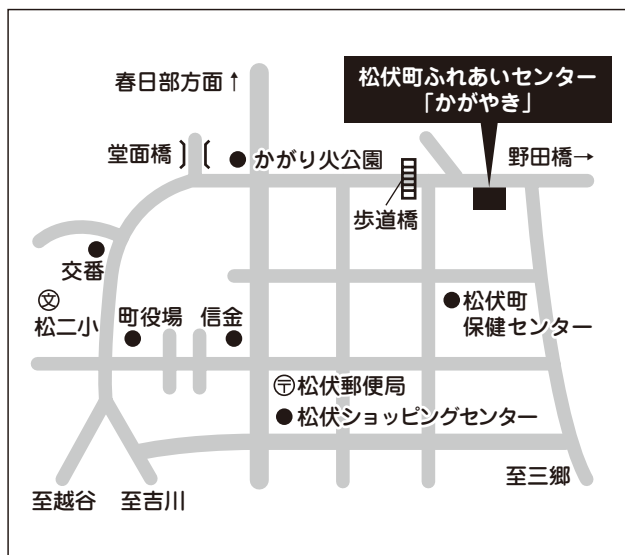 春日部方面↑
松伏町ふれあいセンター
「かがやき」
堂面橋
かがり火公園
野田橋→
歩道橋
交番
文
松二小
町役場
信金
松伏町
保健センター
〒松伏郵便局
松伏ショッピングセンター
至三郷
至越谷
至吉川